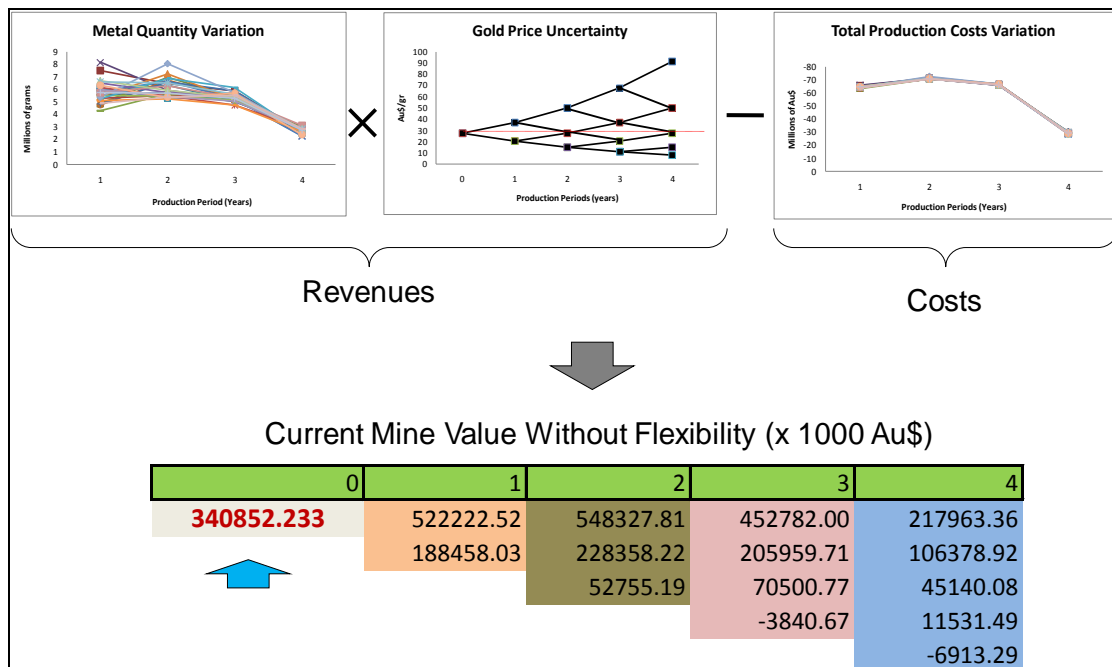 Metal Quantity Variation
Millions of grams
9
8
7
6
5
4
3
2
1
0
1 2 3 4
Production Period (Years)
×
Gold Price Uncertainty
Au$/gr
100
90
80
70
60
50
40
30
20
10
0
0 1 2 3 4
Production Periods (years)
−
Total Production Costs Variation
Millions of Au$
-80
-70
-60
-50
-40
-30
-20
-10
0
1 2 3 4
Production Periods (Years)
Revenues
Costs
Current Mine Value Without Flexibility (x 1000 Au$)
0 1 2 3 4
340852.233 522222.52 548327.81 452782.00 217963.36
188458.03 228358.22 205959.71 106378.92
52755.19 70500.77 45140.08
-3840.67 11531.49
-6913.29